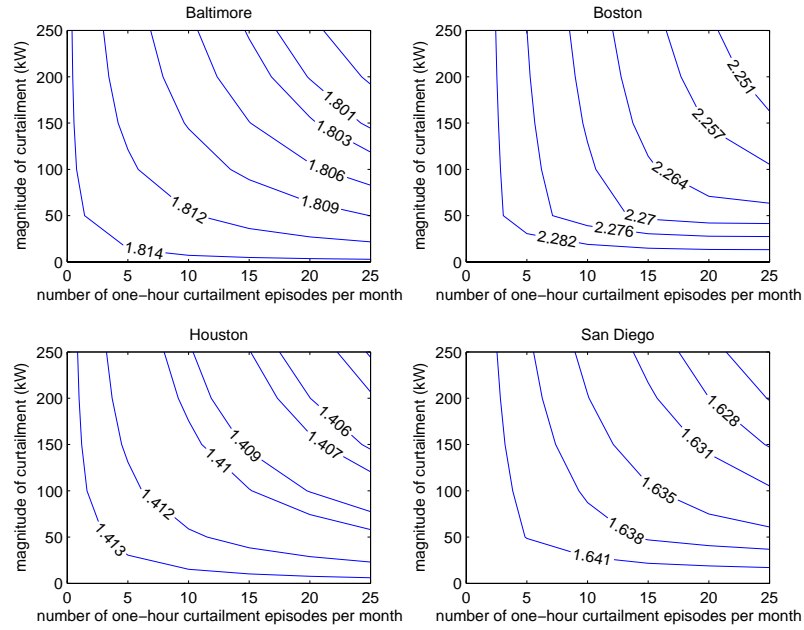 Baltimore
250
200
150
100
50
0
magnitude of curtailment (kW)
1.801
1.803
1.806
1.809
1.812
1.814
0 5 10 15 20 25
number of one−hour curtailment episodes per month
Boston
250
200
150
100
50
0
magnitude of curtailment (kW)
2.251
2.257
2.264
2.27
2.276
2.282
0 5 10 15 20 25
number of one−hour curtailment episodes per month
Houston
250
200
150
100
50
0
magnitude of curtailment (kW)
1.406
1.407
1.409
1.41
1.412
1.413
0 5 10 15 20 25
number of one−hour curtailment episodes per month
San Diego
250
200
150
100
50
0
magnitude of curtailment (kW)
1.628
1.631
1.635
1.638
1.641
0 5 10 15 20 25
number of one−hour curtailment episodes per month